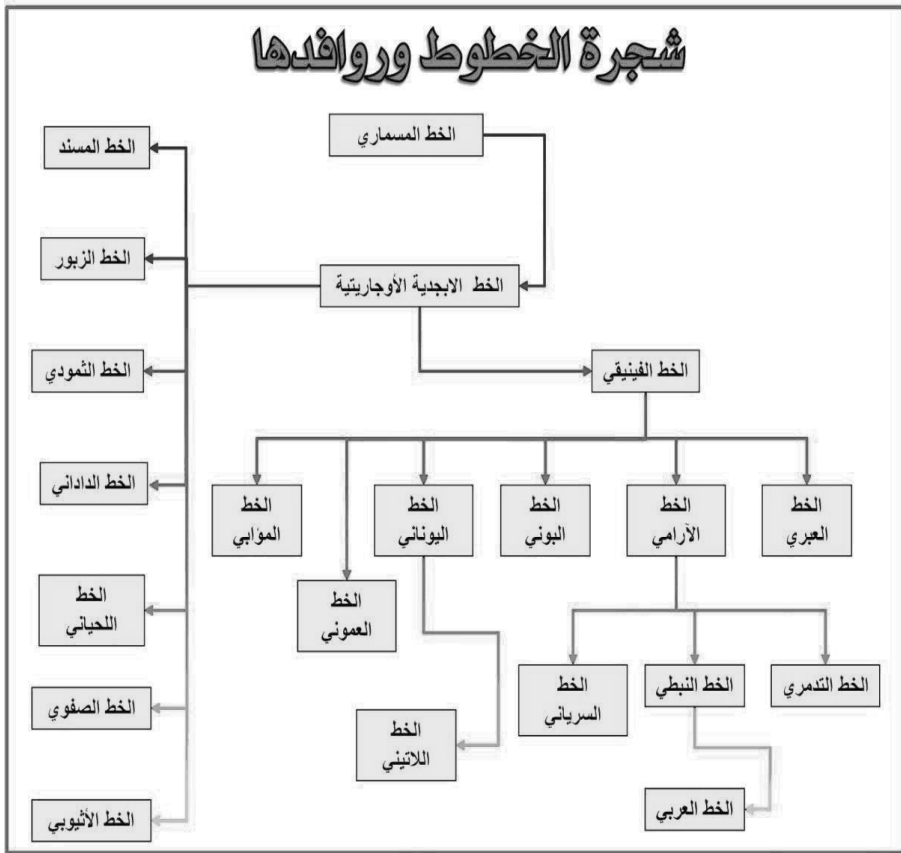 شجرة الخطوط وروافدها
الخط المسماري
الخط المسند
الخط الزبور
الخط الابجدية الأوجاريتية
الخط الثمودي
الخط الفينيقي
الخط الداداني
الخط
العبري
الخط
الآرامي
الخط
البوني
الخط
اليوناني
الخط
المؤابي
الخط
العموني
الخط
اللحياني
الخط التدمري
الخط النبطي
الخط
السرياني
الخط الصفوي
الخط
اللاتيني
الخط العربي
الخط الأثيوبي